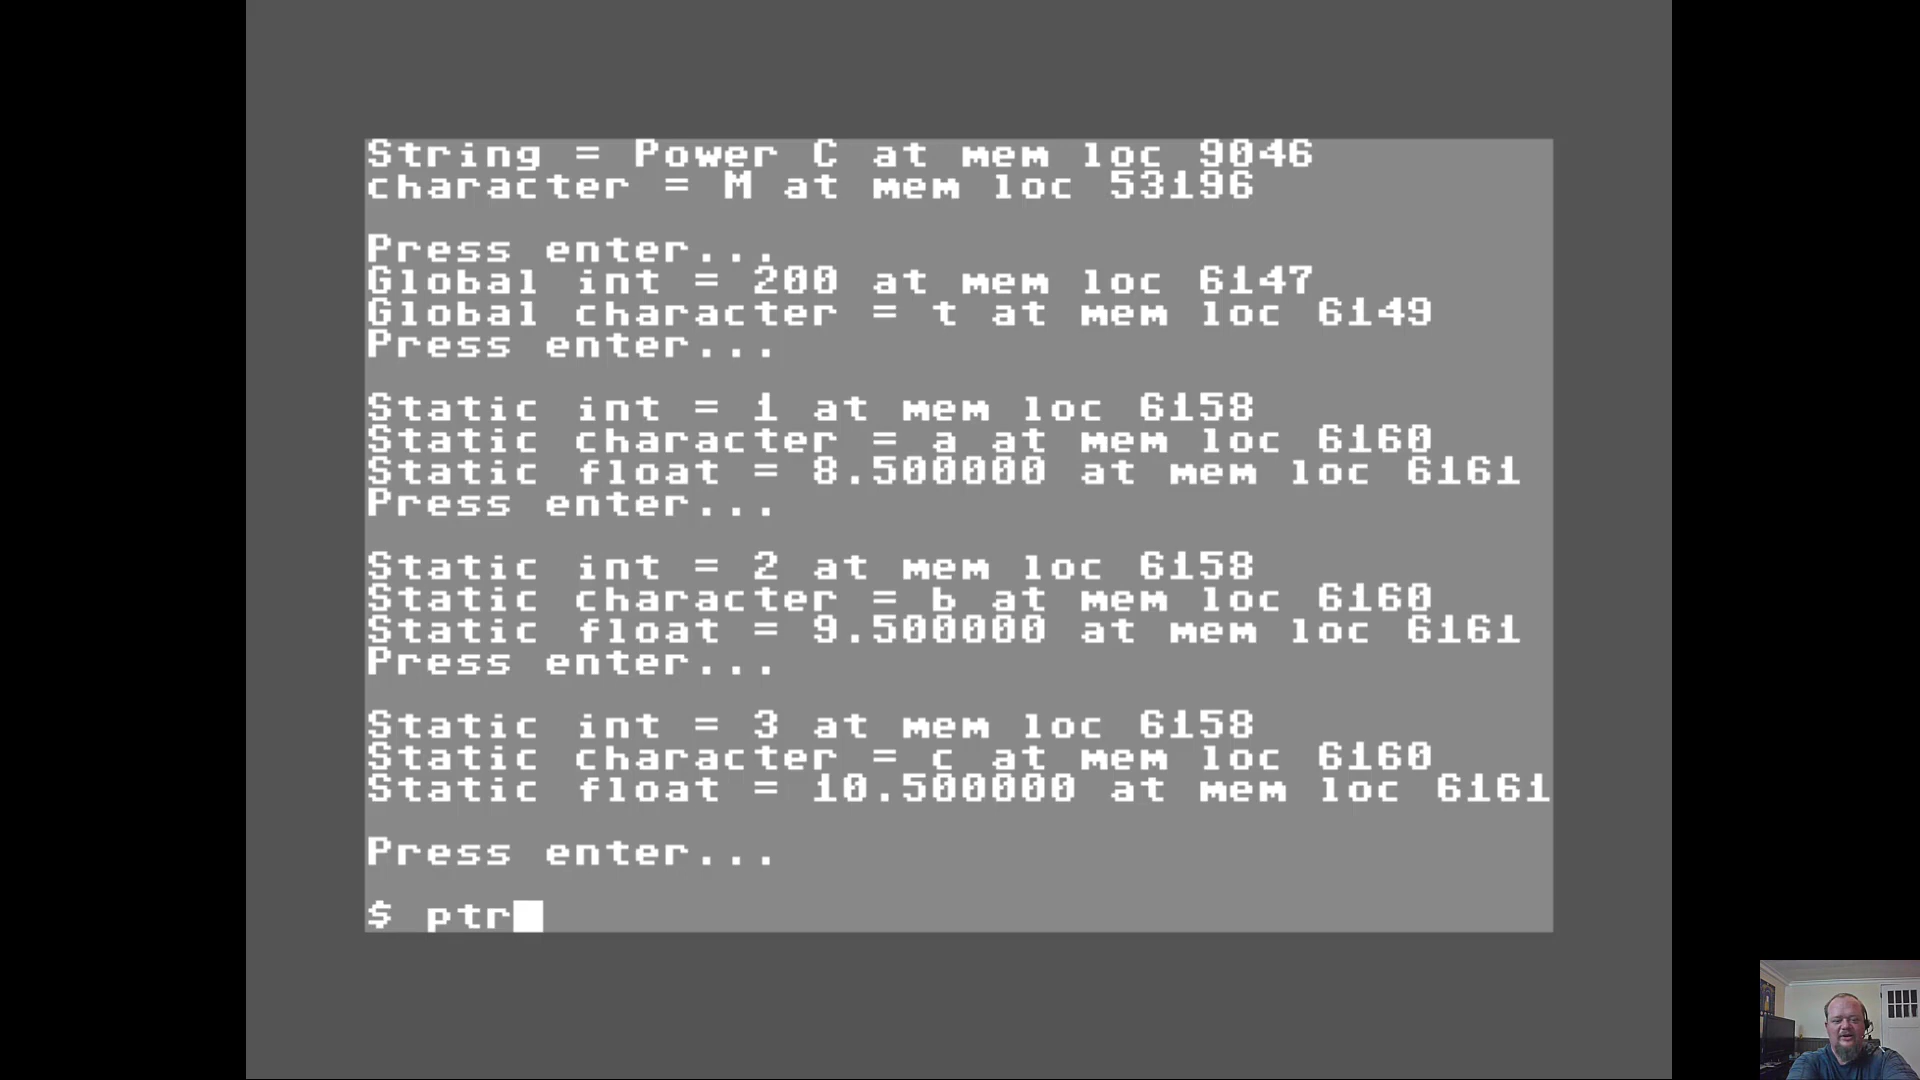 String = Power C at mem loc 9046
character = M at mem loc 53196
Press enter...
Global int = 200 at mem loc 6147
Global character = t at mem loc 6149
Press enter...
Static int = 1 at mem loc 6158
Static character = a at mem loc 6160
Static float = 8.500000 at mem loc 6161
Press enter...
Static int = 2 at mem loc 6158
Static character = b at mem loc 6160
Static float = 9.500000 at mem loc 6161
Press enter...
Static int = 3 at mem loc 6158
Static character = c at mem loc 6160
Static float = 10.500000 at mem loc 6161
Press enter...
$ ptr